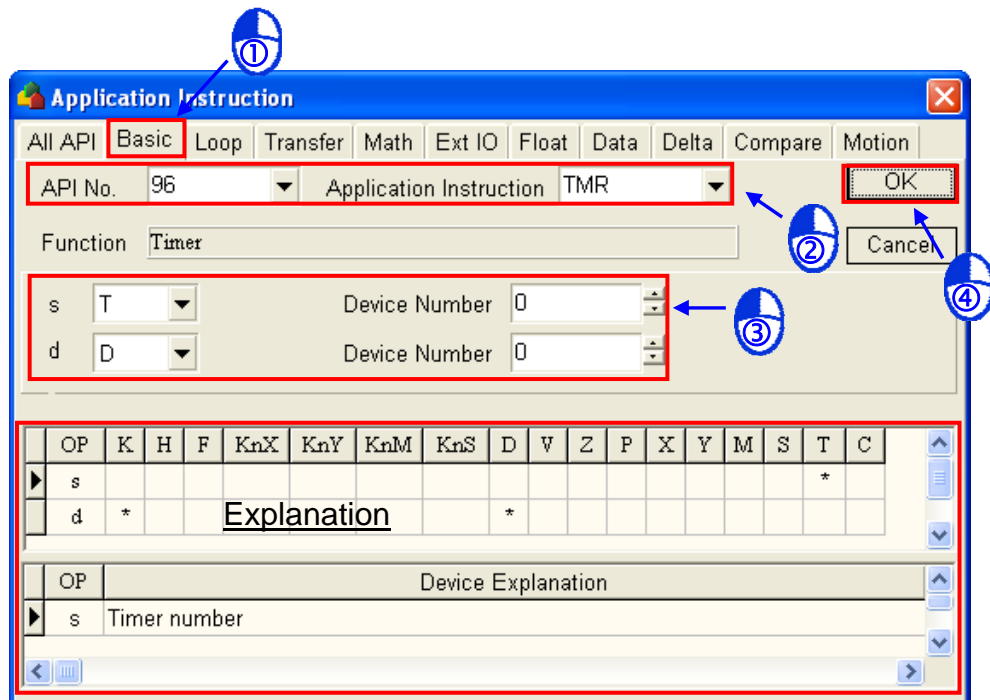 ①
Application Instruction
All API Basic Loop Transfer Math Ext IO Float Data Delta Compare Motion
API No. 96 Application Instruction TMR OK
②
Function Timer Cancel
④
s T Device Number 0
③
d D Device Number 0
OP K H F KnX KnY KnM KnS D V Z P X Y M S T C
s *
d * Explanation *
OP Device Explanation
s Timer number